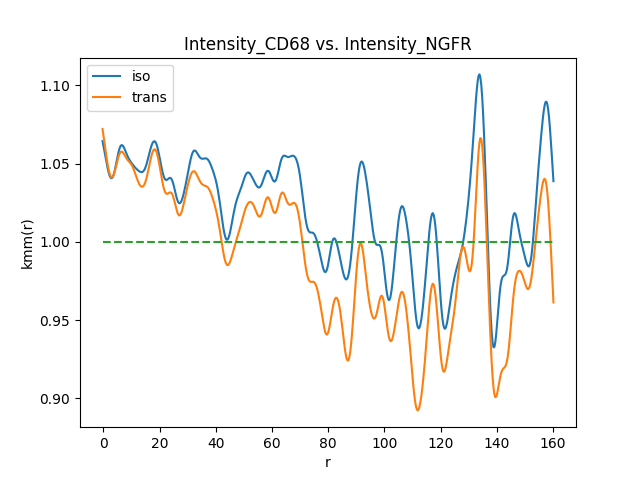 Intensity_CD68 vs. Intensity_NGFR
iso
trans
kmm(r)
1.10
1.05
1.00
0.95
0.90
0 20 40 60 80 100 120 140 160
r